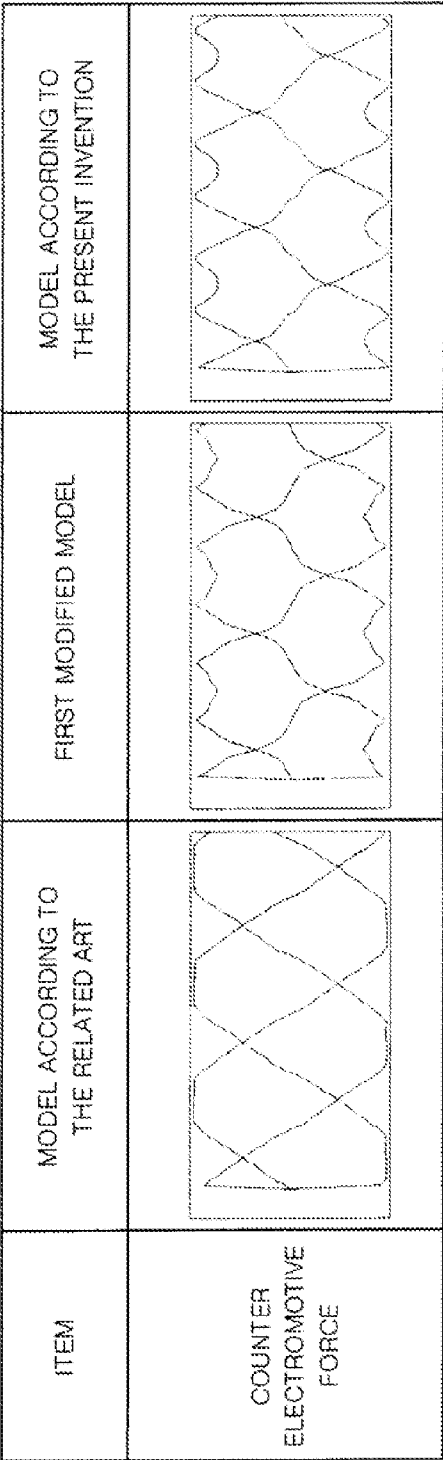 ITEM
MODEL ACCORDING TO
THE RELATED ART
FIRST MODIFIED MODEL
MODEL ACCORDING TO
THE PRESENT INVENTION
COUNTER
ELECTROMOTIVE
FORCE